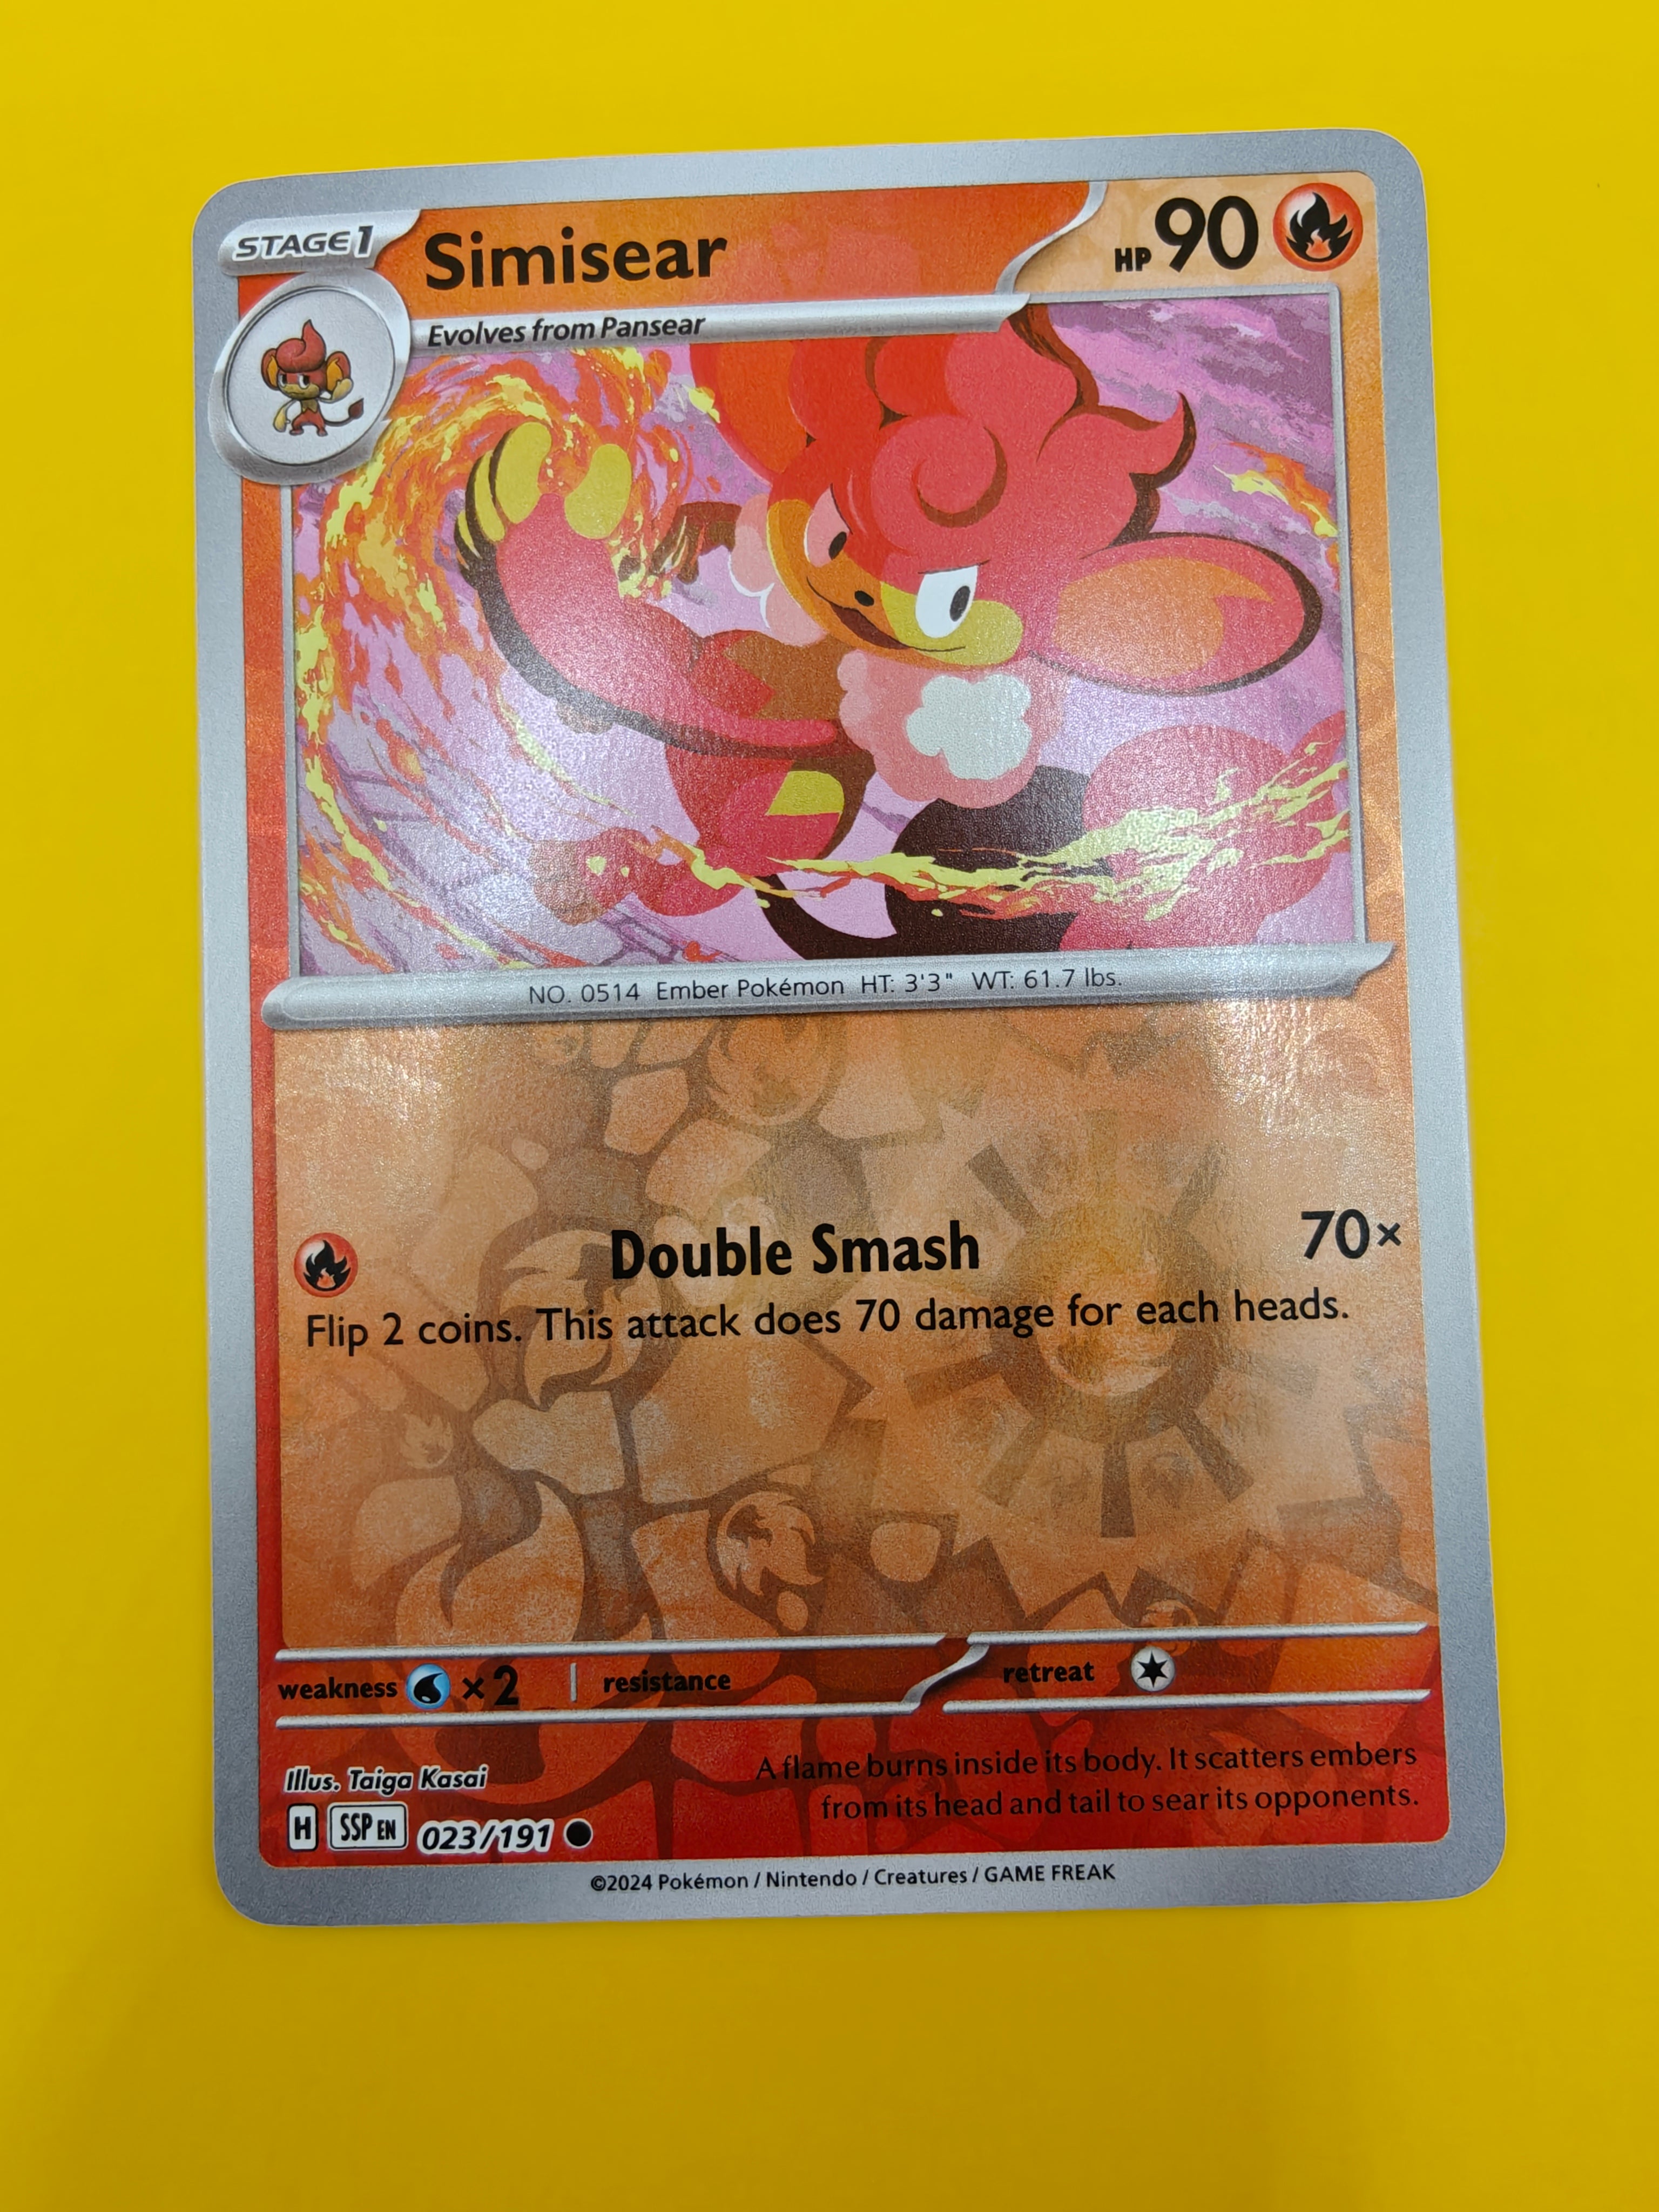 STAGE1
Simisear
HP 90
Evolves from Pansear
NO. 0514 Ember Pokémon HT: 3'3" WT: 61.7 lbs.
Double Smash 70×
Flip 2 coins. This attack does 70 damage for each heads.
weakness ×2 resistance retreat
Illus. Taiga Kasai
A flame burns inside its body. It scatters embers
from its head and tail to sear its opponents.
H SSP EN 023/191
©2024 Pokémon / Nintendo / Creatures / GAME FREAK